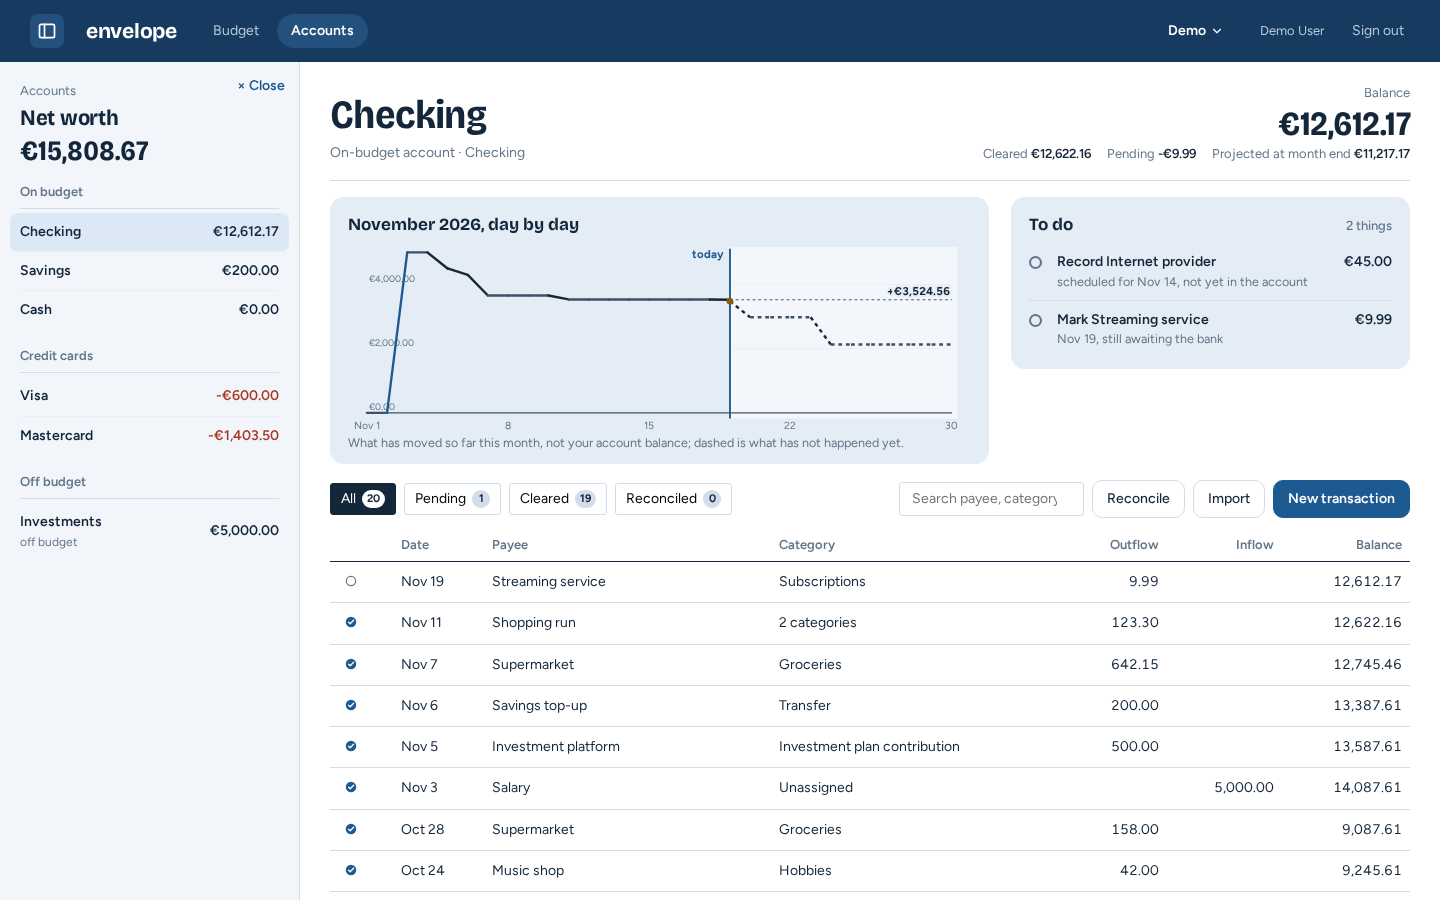 envelope
Budget
Accounts
Demo
Demo User
Sign out
Accounts
× Close
Net worth
€15,808.67
On budget
Checking €12,612.17
Savings €200.00
Cash €0.00
Credit cards
Visa -€600.00
Mastercard -€1,403.50
Off budget
Investments €5,000.00
off budget
Checking
On-budget account · Checking
Balance
€12,612.17
Cleared €12,622.16 Pending -€9.99 Projected at month end €11,217.17
November 2026, day by day
today
€4,000.00
+€3,524.56
€2,000.00
€0.00
Nov 1 8 15 22 30
What has moved so far this month, not your account balance; dashed is what has not happened yet.
To do 2 things
Record Internet provider €45.00
scheduled for Nov 14, not yet in the account
Mark Streaming service €9.99
Nov 19, still awaiting the bank
All 20 Pending 1 Cleared 19 Reconciled 0
Search payee, category
Reconcile
Import
New transaction
Date Payee Category Outflow Inflow Balance
Nov 19 Streaming service Subscriptions 9.99 12,612.17
Nov 11 Shopping run 2 categories 123.30 12,622.16
Nov 7 Supermarket Groceries 642.15 12,745.46
Nov 6 Savings top-up Transfer 200.00 13,387.61
Nov 5 Investment platform Investment plan contribution 500.00 13,587.61
Nov 3 Salary Unassigned 5,000.00 14,087.61
Oct 28 Supermarket Groceries 158.00 9,087.61
Oct 24 Music shop Hobbies 42.00 9,245.61